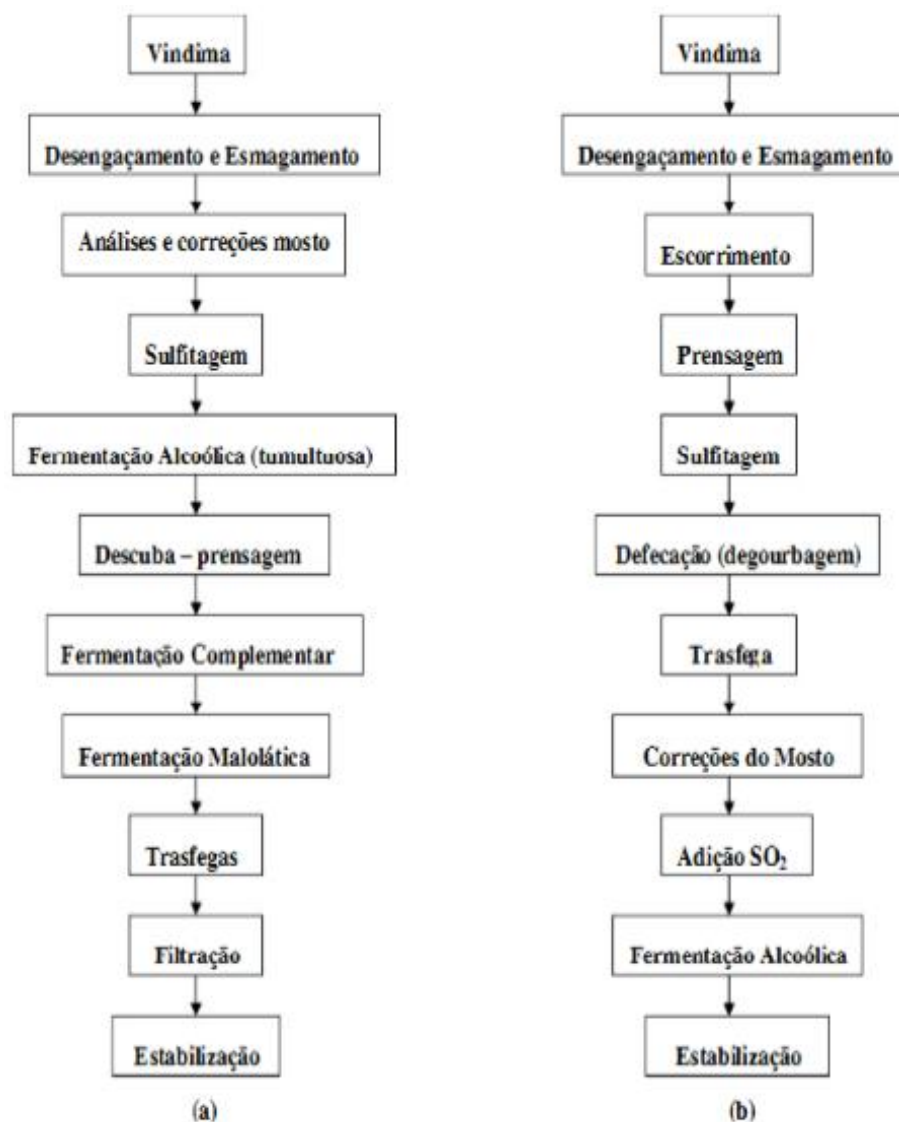 Vindima
Desengaçamento e Esmagamento
Análises e correções mosto
Sulfitagem
Fermentação Alcoólica (tumultuosa)
Descuba – prensagem
Fermentação Complementar
Fermentação Malolática
Trasfegas
Filtração
Estabilização
(a)
Vindima
Desengaçamento e Esmagamento
Escorrimento
Prensagem
Sulfitagem
Defecação (degourbagem)
Trasfega
Correções do Mosto
Adição SO₂
Fermentação Alcoólica
Estabilização
(b)